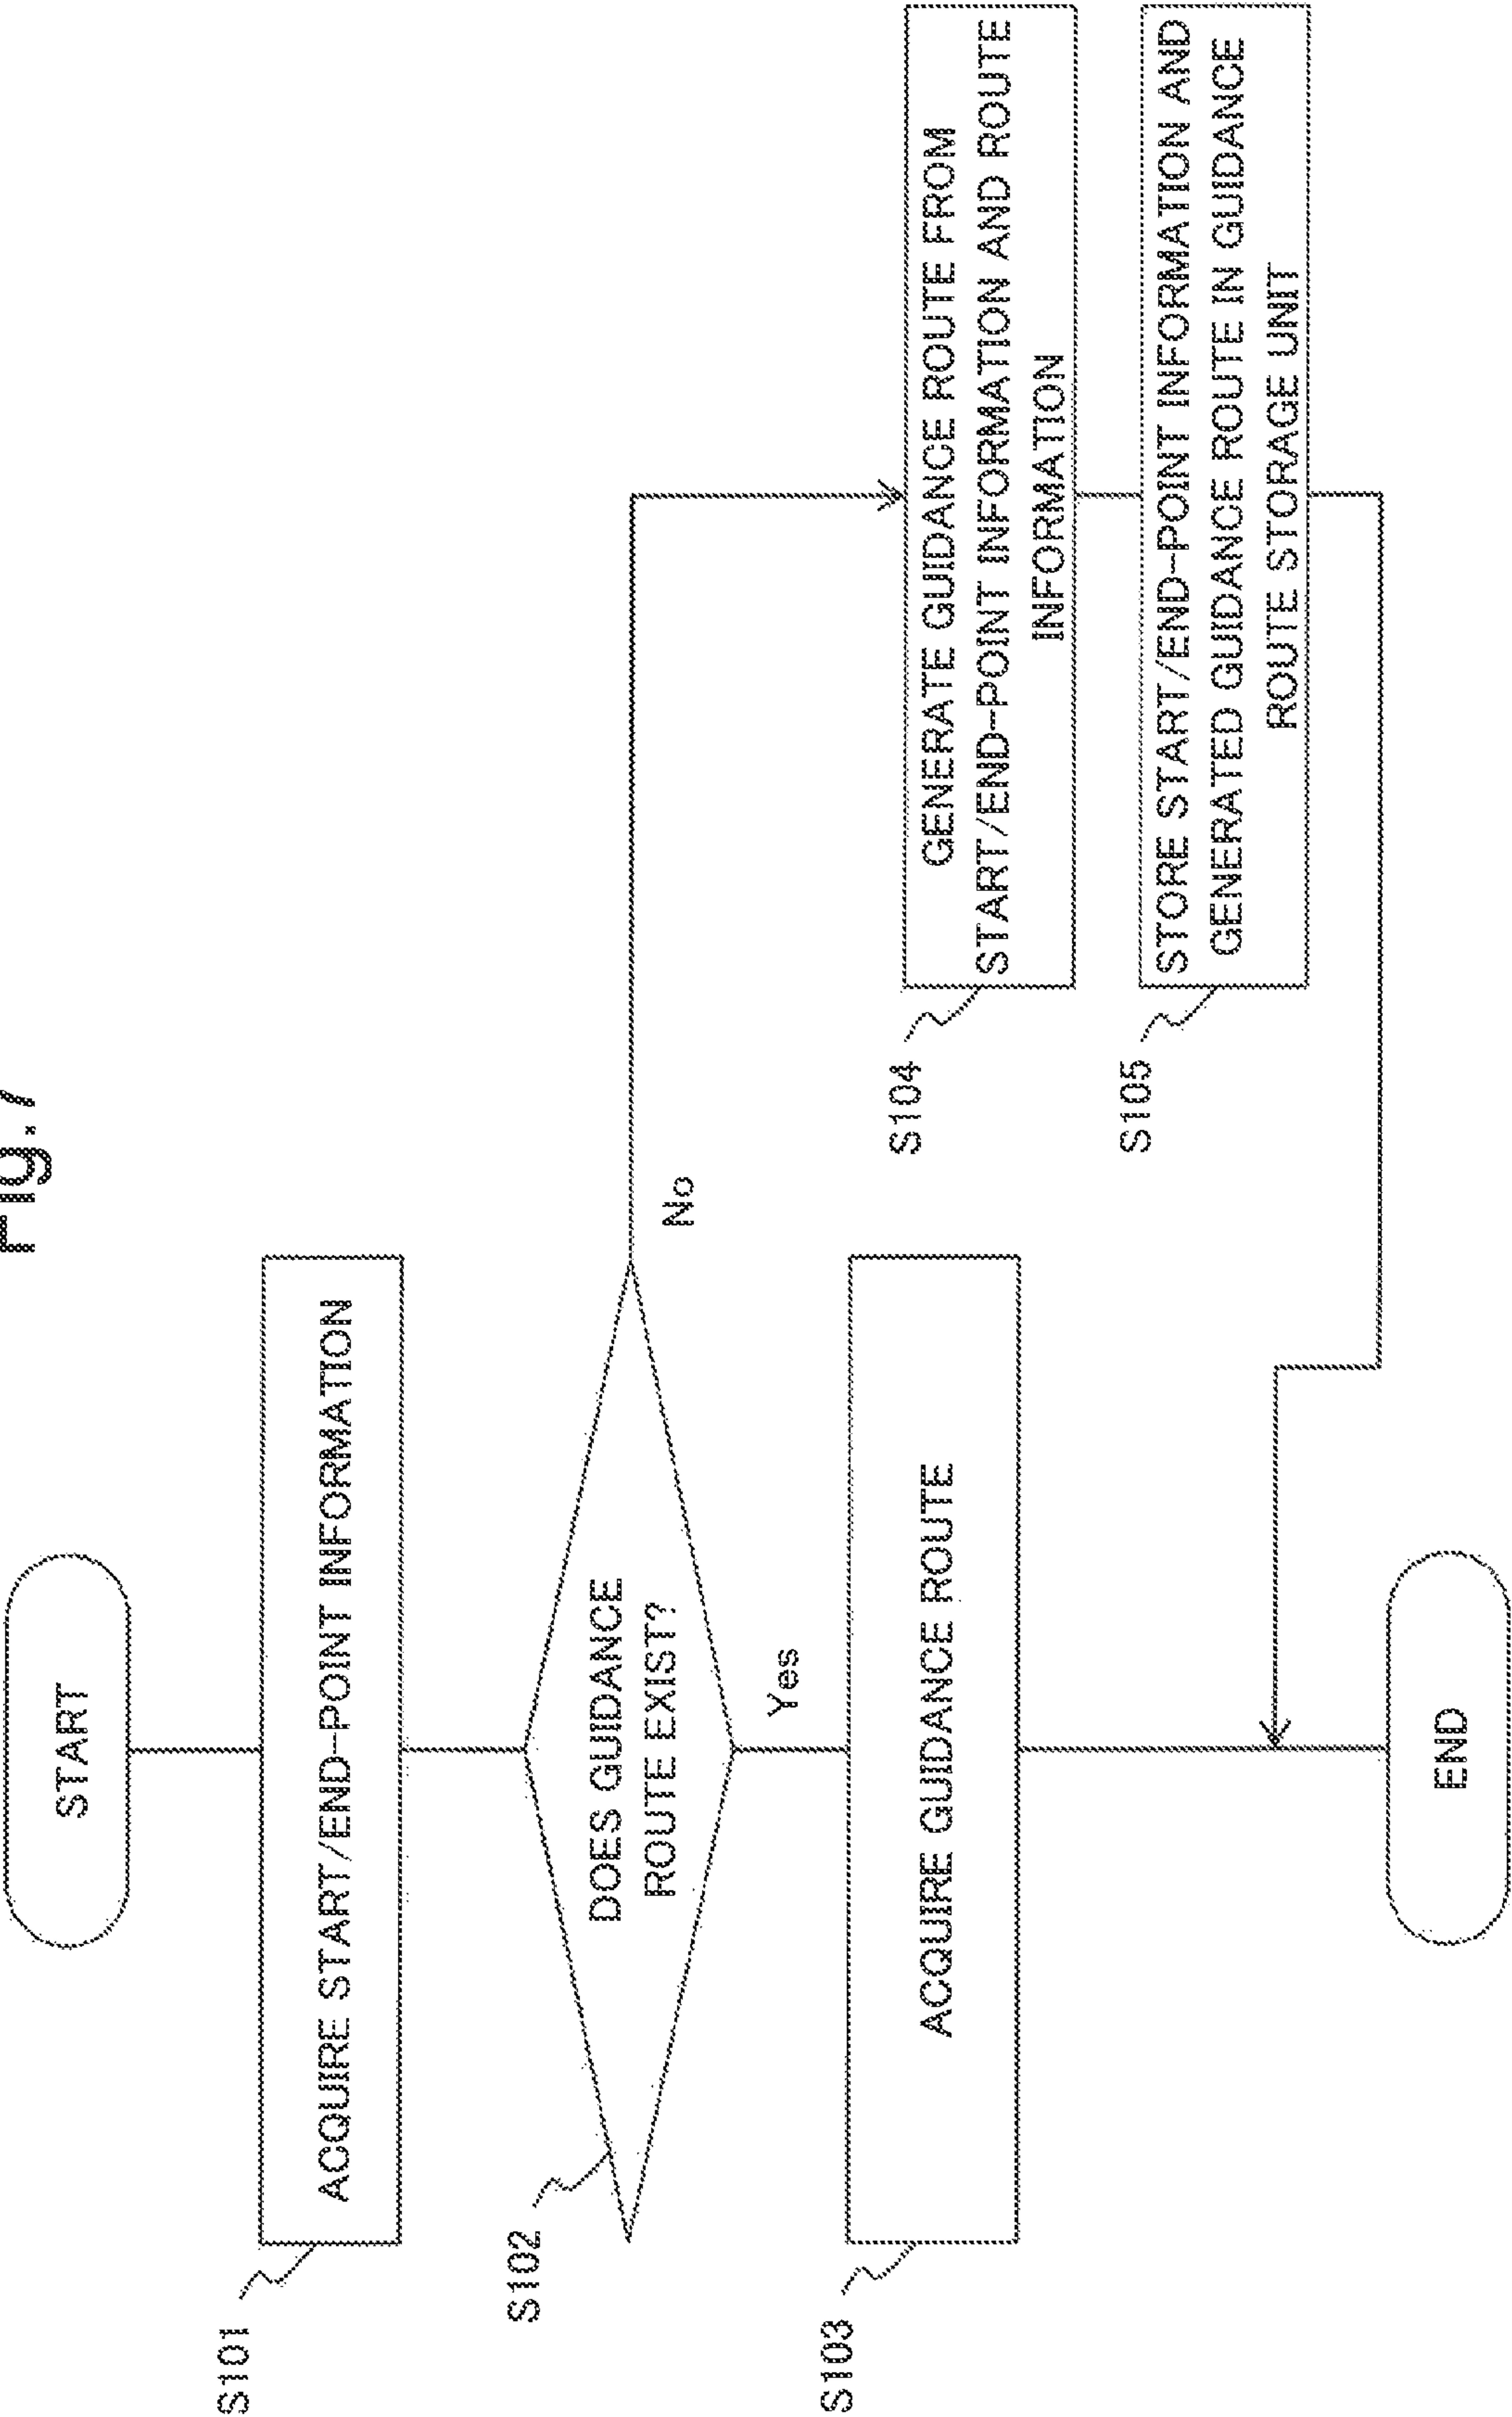 Fig.7
START
S101
ACQUIRE START/END-POINT INFORMATION
S102
DOES GUIDANCE
ROUTE EXIST?
No
Yes
S103
ACQUIRE GUIDANCE ROUTE
S104
GENERATE GUIDANCE ROUTE FROM
START/END-POINT INFORMATION AND ROUTE
INFORMATION
S105
STORE START/END-POINT INFORMATION AND
GENERATED GUIDANCE ROUTE IN GUIDANCE
ROUTE STORAGE UNIT
END